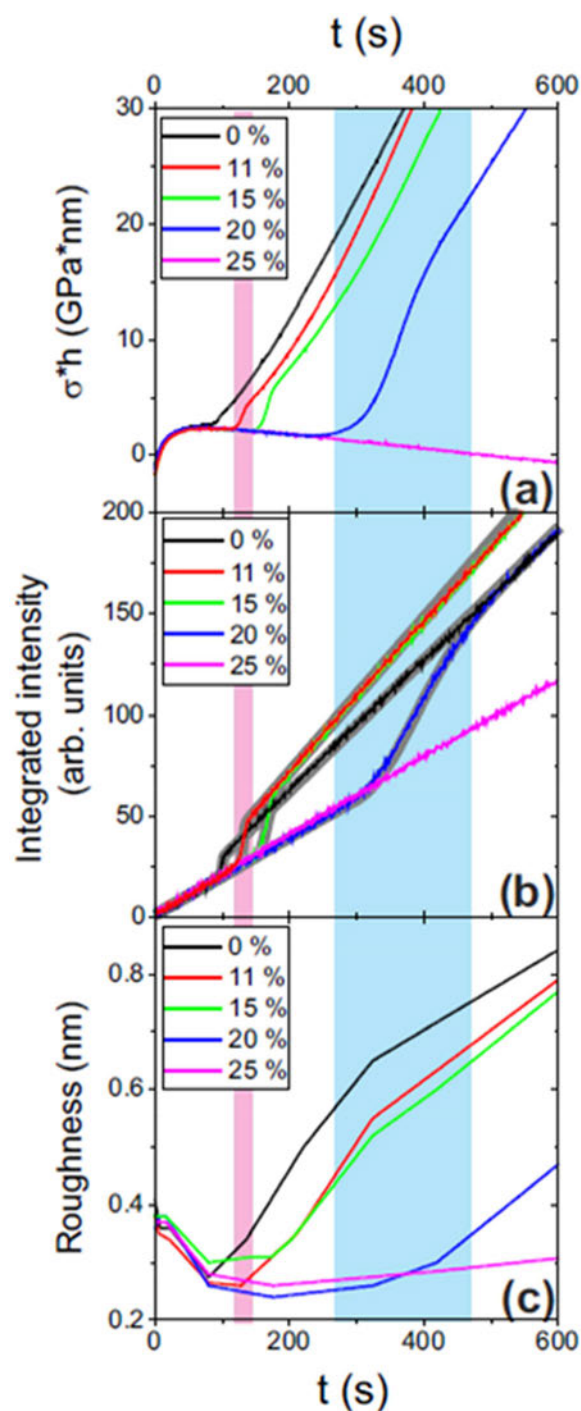 t (s)
0 200 400 600
30
20
10
0
σ*h (GPa*nm)
0 %
11 %
15 %
20 %
25 %
(a)
200
150
100
50
0
Integrated intensity
(arb. units)
0 %
11 %
15 %
20 %
25 %
(b)
0.8
0.6
0.4
0.2
Roughness (nm)
0 %
11 %
15 %
20 %
25 %
(c)
0 200 400 600
t (s)